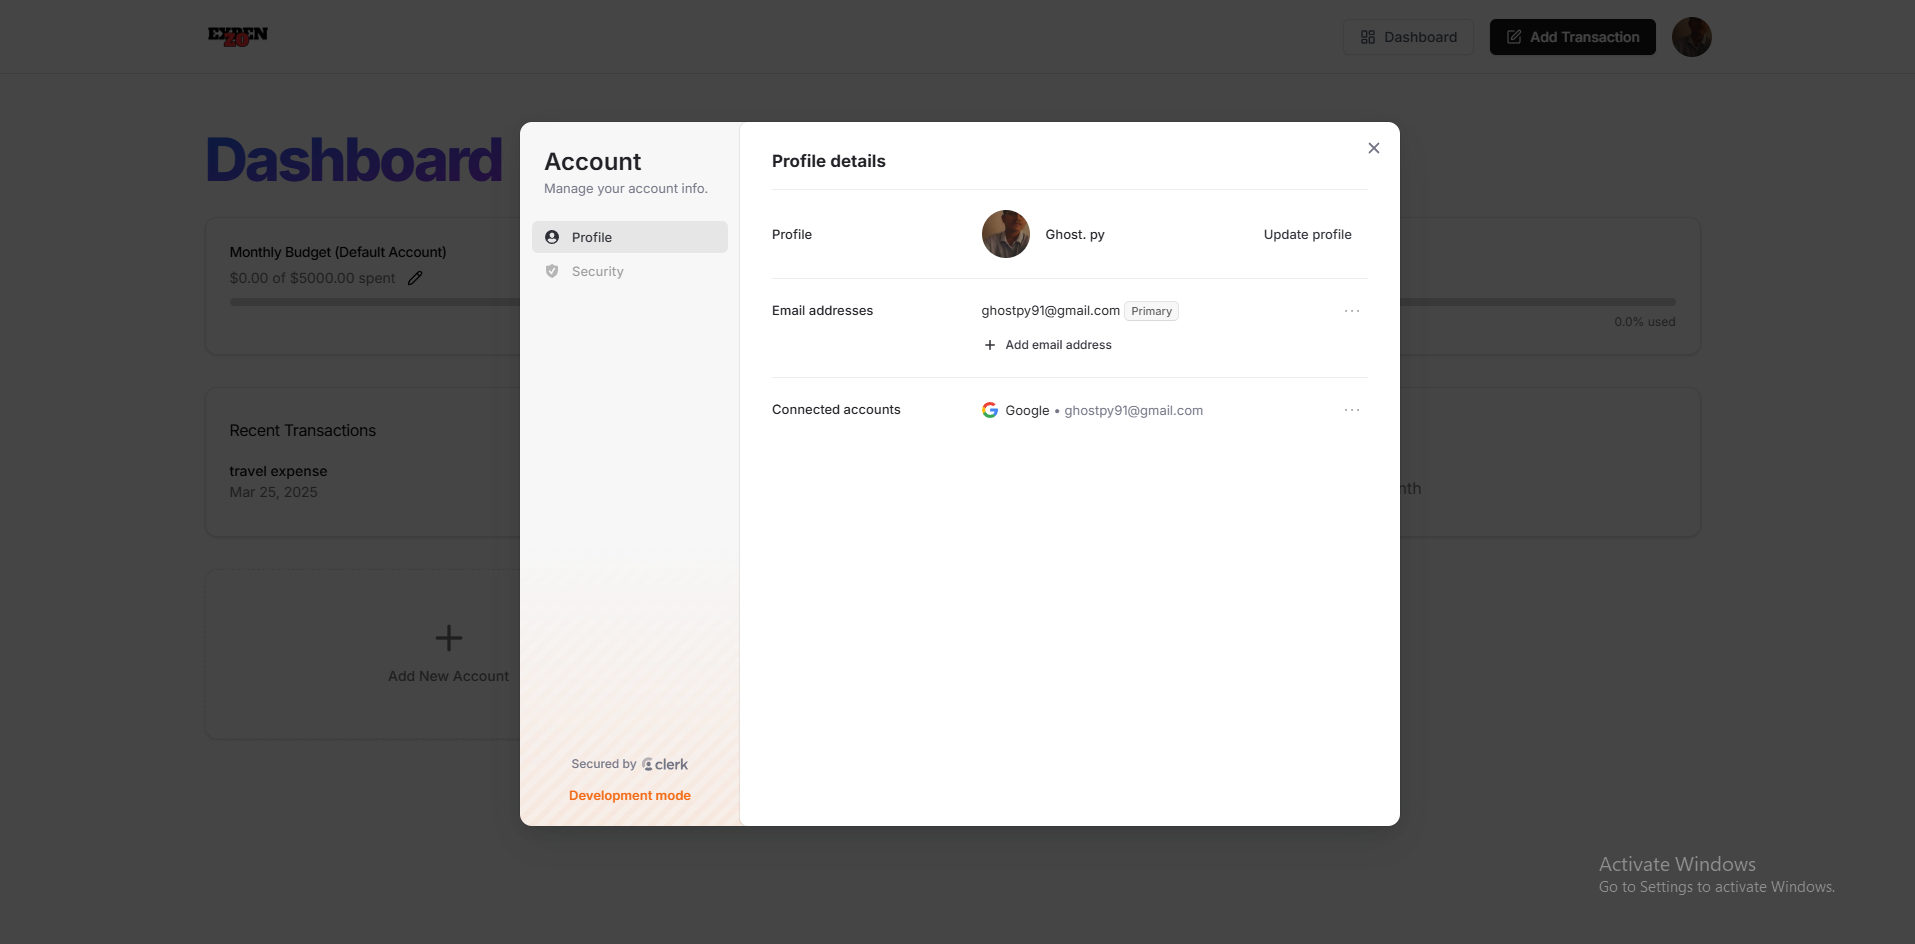 EXPEN
ZO
Dashboard
Add Transaction
Dashboard
Monthly Budget (Default Account)
$0.00 of $5000.00 spent
0.0% used
Recent Transactions
travel expense
Mar 25, 2025
nth
Add New Account
Account
Manage your account info.
Profile
Security
Secured by clerk
Development mode
Profile details
Profile
Ghost. py
Update profile
Email addresses
ghostpy91@gmail.com Primary
Add email address
Connected accounts
Google • ghostpy91@gmail.com
Activate Windows
Go to Settings to activate Windows.